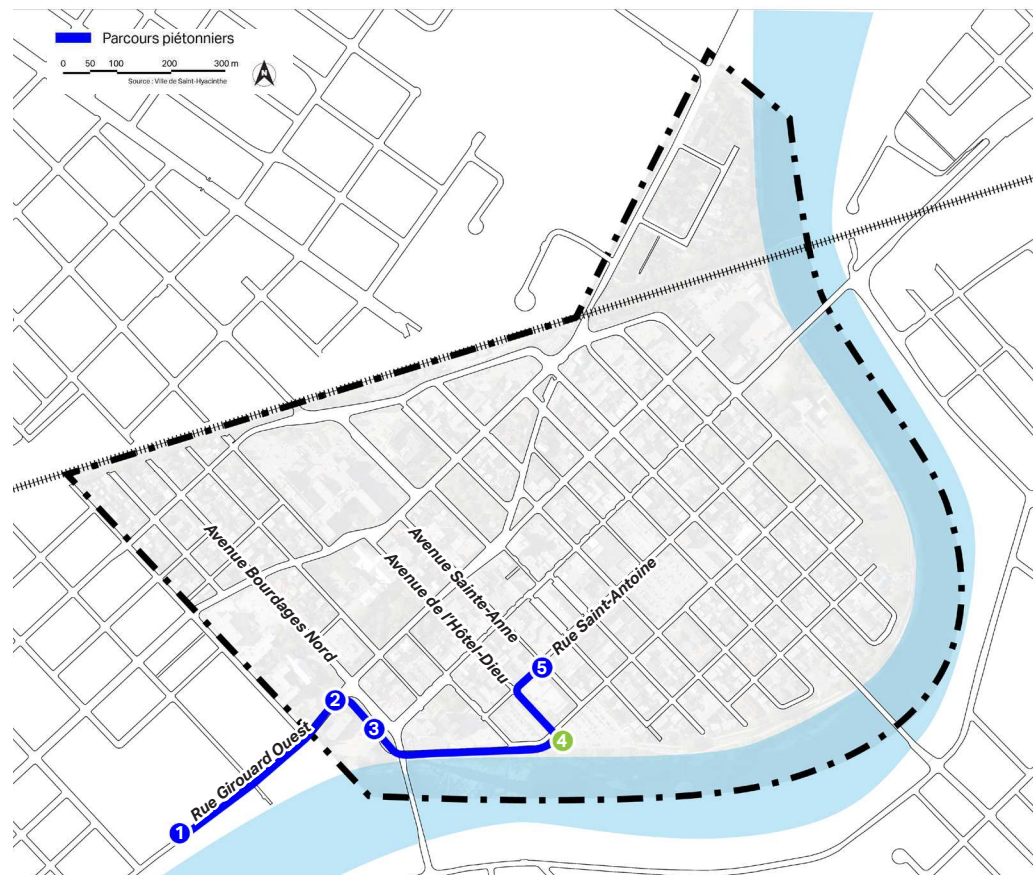 Parcours piétonniers
0 50 100 200 300 m
Source : Ville de Saint-Hyacinthe
N
Avenue Bourdages Nord
Avenue Sainte-Anne
Avenue de l'Hôtel-Dieu
Rue Saint-Antoine
Rue Girouard Ouest
1
2
3
4
5